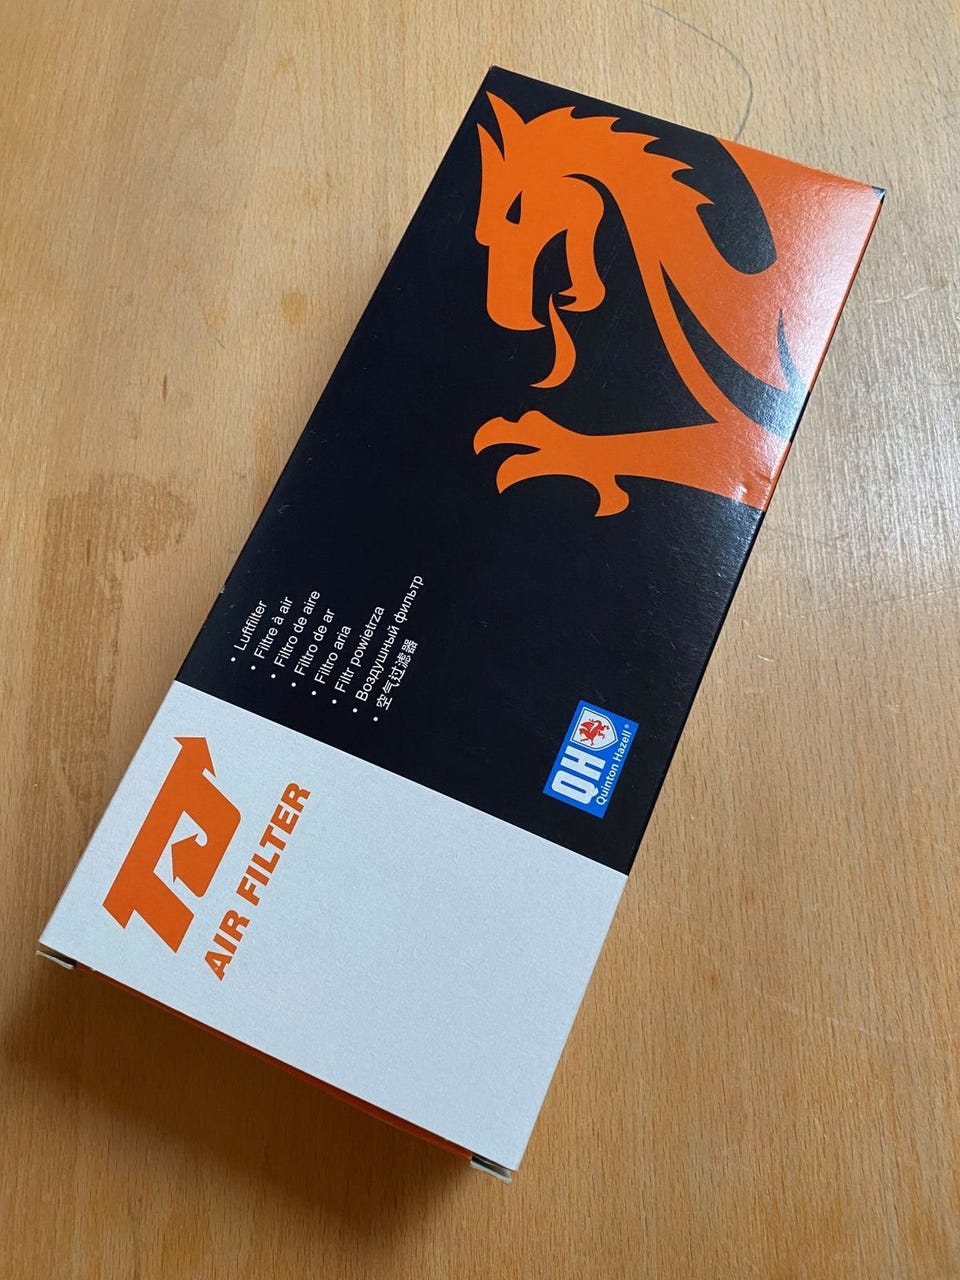 • Luftfilter
• Filtre à air
• Filtro de aire
• Filtro de ar
• Filtro aria
• Filtr powietrza
• Воздушный фильтр
• 空气过滤器
QH
Quinton Hazell®
AIR FILTER